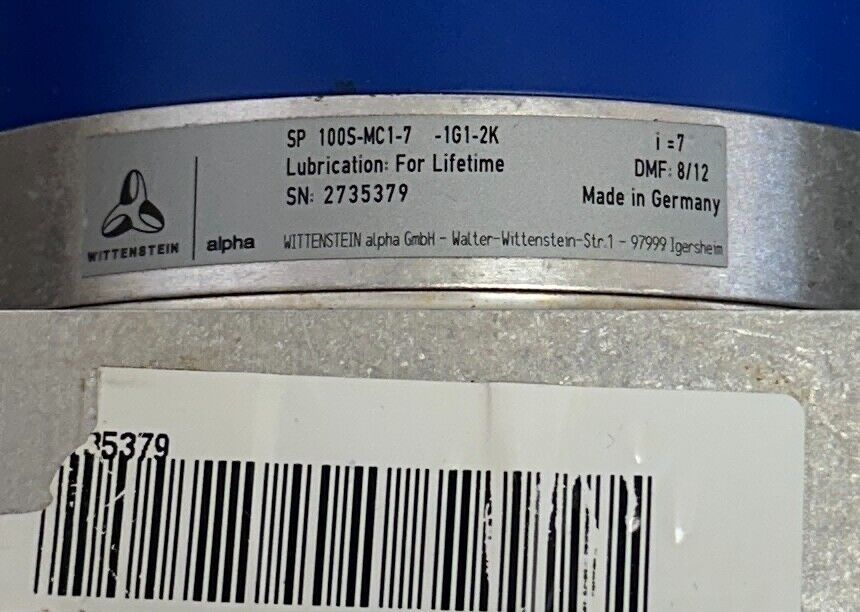 SP 100S-MC1-7 -1G1-2K i=7
Lubrication: For Lifetime DMF: 8/12
SN: 2735379 Made in Germany
WITTENSTEIN alpha WITTENSTEIN alpha GmbH - Walter-Wittenstein-Str.1 - 97999 Igersheim
35379